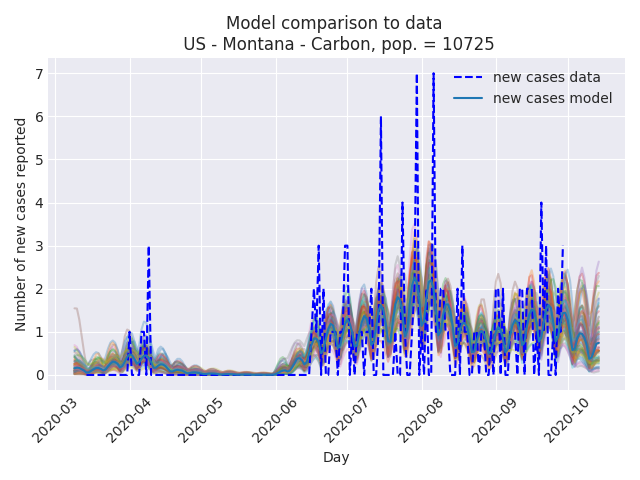 Model comparison to data
US - Montana - Carbon, pop. = 10725
new cases data
new cases model
Number of new cases reported
7
6
5
4
3
2
1
0
2020-03
2020-04
2020-05
2020-06
2020-07
2020-08
2020-09
2020-10
Day